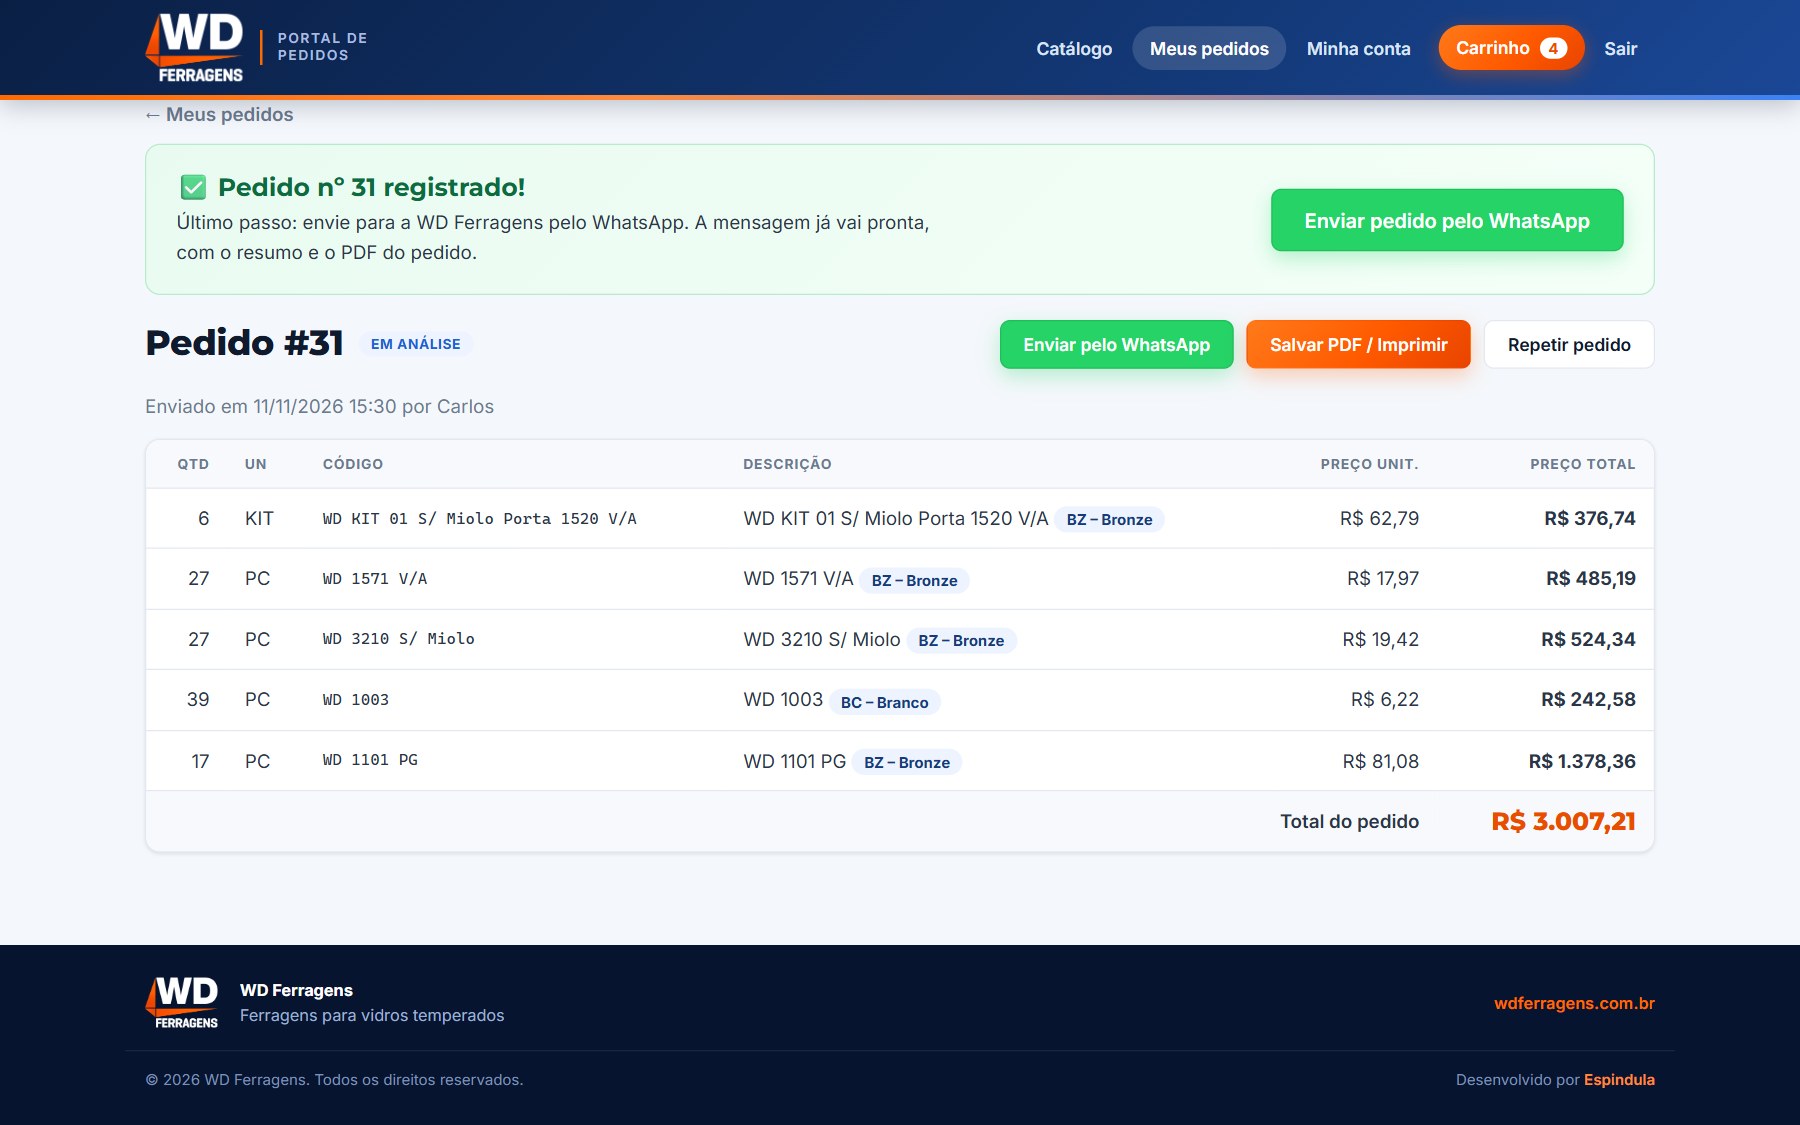 WD
FERRAGENS
PORTAL DE
PEDIDOS
Catálogo
Meus pedidos
Minha conta
Carrinho 4
Sair
← Meus pedidos
✅ Pedido nº 31 registrado!
Último passo: envie para a WD Ferragens pelo WhatsApp. A mensagem já vai pronta,
com o resumo e o PDF do pedido.
Enviar pedido pelo WhatsApp
Pedido #31 EM ANÁLISE
Enviar pelo WhatsApp
Salvar PDF / Imprimir
Repetir pedido
Enviado em 11/11/2026 15:30 por Carlos
QTD UN CÓDIGO DESCRIÇÃO PREÇO UNIT. PREÇO TOTAL
6 KIT WD KIT 01 S/ Miolo Porta 1520 V/A WD KIT 01 S/ Miolo Porta 1520 V/A BZ – Bronze R$ 62,79 R$ 376,74
27 PC WD 1571 V/A WD 1571 V/A BZ – Bronze R$ 17,97 R$ 485,19
27 PC WD 3210 S/ Miolo WD 3210 S/ Miolo BZ – Bronze R$ 19,42 R$ 524,34
39 PC WD 1003 WD 1003 BC – Branco R$ 6,22 R$ 242,58
17 PC WD 1101 PG WD 1101 PG BZ – Bronze R$ 81,08 R$ 1.378,36
Total do pedido R$ 3.007,21
WD
FERRAGENS
WD Ferragens
Ferragens para vidros temperados
wdferragens.com.br
© 2026 WD Ferragens. Todos os direitos reservados.
Desenvolvido por Espindula